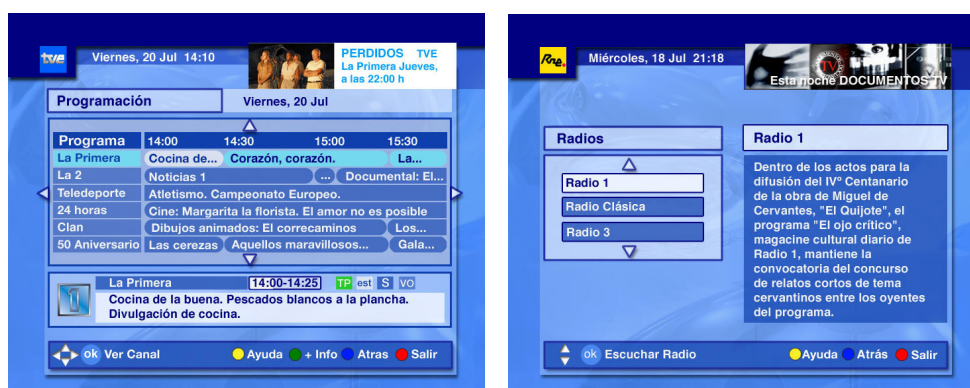 tve
Viernes, 20 Jul 14:10
PERDIDOS TVE
La Primera Jueves,
a las 22:00 h
Programación
Viernes, 20 Jul
Programa 14:00 14:30 15:00 15:30
La Primera Cocina de... Corazón, corazón. La...
La 2 Noticias 1 ... Documental: El...
Teledeporte Atletismo. Campeonato Europeo.
24 horas Cine: Margarita la florista. El amor no es posible
Clan Dibujos animados: El correcaminos Los...
50 Aniversario Las cerezas Aquellos maravillosos... Gala...
La Primera 14:00-14:25 TP est S VO
1
Cocina de la buena. Pescados blancos a la plancha.
Divulgación de cocina.
ok Ver Canal Ayuda + Info Atras Salir
Rne.
Miércoles, 18 Jul 21:18
TV
Esta noche DOCUMENTOS TV
Radios
Radio 1
Radio Clásica
Radio 3
Radio 1
Dentro de los actos para la
difusión del IVº Centanario
de la obra de Miguel de
Cervantes, "El Quijote", el
programa "El ojo crítico",
magacine cultural diario de
Radio 1, mantiene la
convocatoria del concurso
de relatos cortos de tema
cervantinos entre los oyentes
del programa.
ok Escuchar Radio Ayuda Atrás Salir